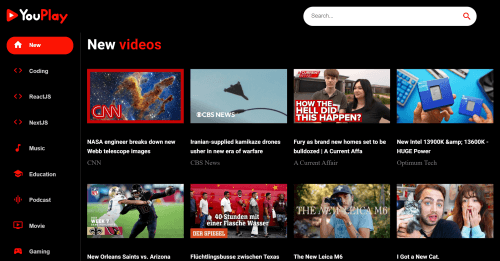 YouPlay
Search...
New
Coding
ReactJS
NextJS
Music
Education
Podcast
Movie
Gaming
New videos
CNN
NASA engineer breaks down new
Webb telescope images
CNN
CBS NEWS
Iranian-supplied kamikaze drones
usher in new era of warfare
CBS News
HOW THE
HELL DID
THIS HAPPEN?
Fury as brand new homes set to be
bulldozed | A Current Affa
A Current Affair
New Intel 13900K &amp; 13600K -
HUGE Power
Optimum Tech
WEEK 7
New Orleans Saints vs. Arizona
40 Stunden mit
einer Flasche Wasser
DER SPIEGEL
Flüchtlingsbusse zwischen Texas
THE NEW LEICA M6
The New Leica M6
I Got a New Cat.